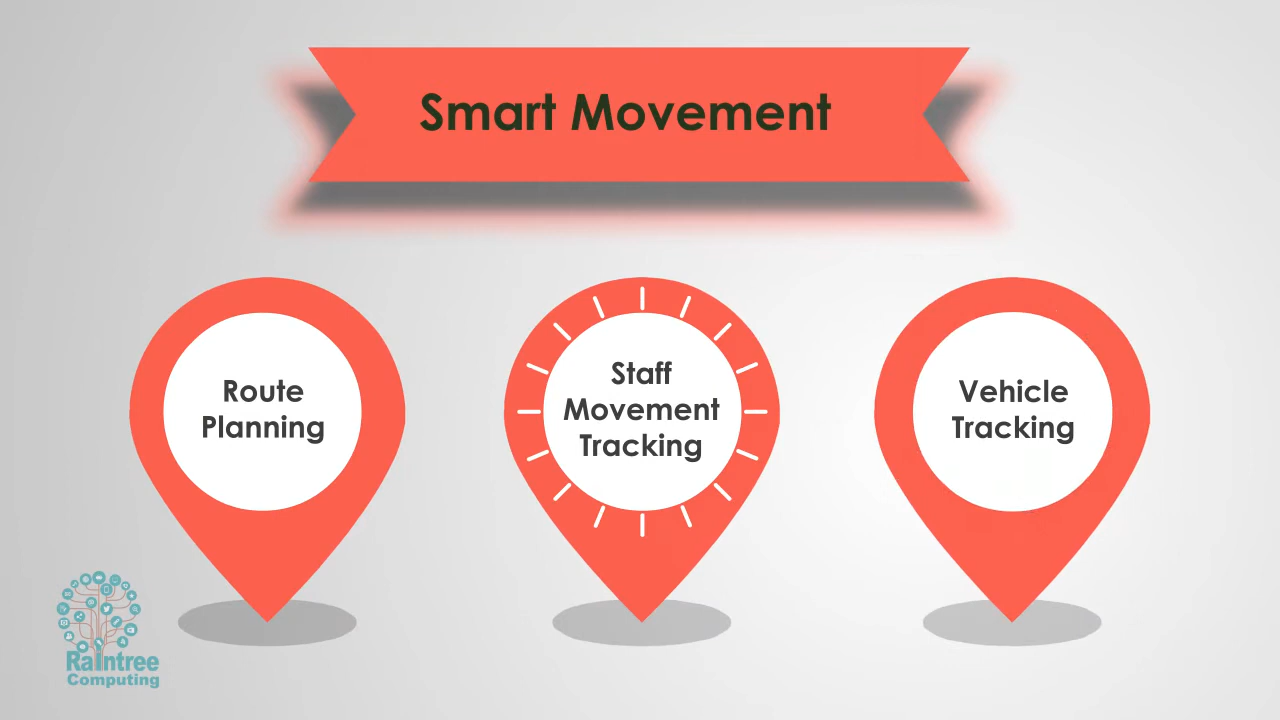 Smart Movement
Route
Planning
Staff
Movement
Tracking
Vehicle
Tracking
Raintree
Computing